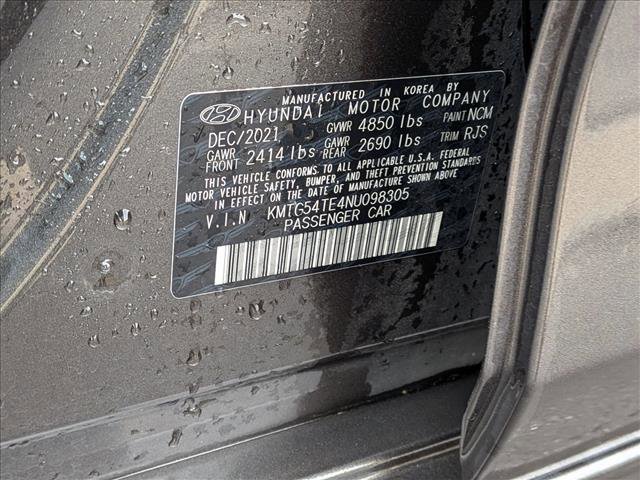 MANUFACTURED IN KOREA BY
HYUNDAI MOTOR COMPANY
DEC/2021 GVWR 4850 lbs PAINT NCM
GAWR FRONT 2414 lbs GAWR REAR 2690 lbs TRIM RJS
THIS VEHICLE CONFORMS TO ALL APPLICABLE U.S.A. FEDERAL
MOTOR VEHICLE SAFETY, BUMPER, AND THEFT PREVENTION STANDARDS
IN EFFECT ON THE DATE OF MANUFACTURE SHOWN ABOVE
V.I.N KMTG54TE4NU098305
PASSENGER CAR